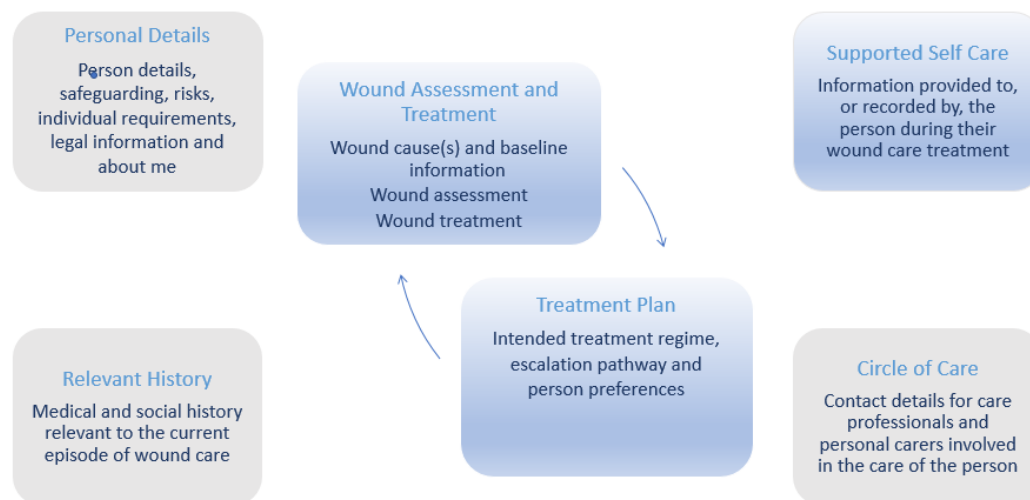 Personal Details
Person details,
safeguarding, risks,
individual requirements,
legal information and
about me
Wound Assessment and
Treatment
Wound cause(s) and baseline
information
Wound assessment
Wound treatment
Supported Self Care
Information provided to,
or recorded by, the
person during their
wound care treatment
Relevant History
Medical and social history
relevant to the current
episode of wound care
Treatment Plan
Intended treatment regime,
escalation pathway and
person preferences
Circle of Care
Contact details for care
professionals and
personal carers involved
in the care of the person